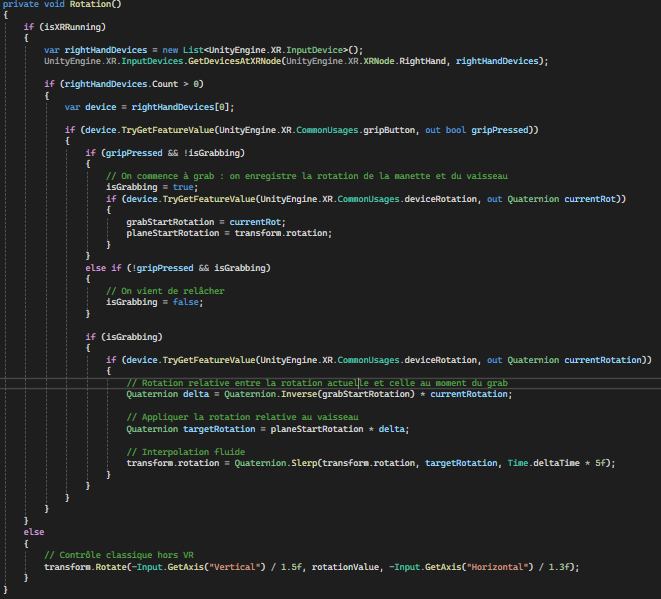 private void Rotation()
{
if (isXRRunning)
{
var rightHandDevices = new List<UnityEngine.XR.InputDevice>();
UnityEngine.XR.InputDevices.GetDevicesAtXRNode(UnityEngine.XR.XRNode.RightHand, rightHandDevices);
if (rightHandDevices.Count > 0)
{
var device = rightHandDevices[0];
if (device.TryGetFeatureValue(UnityEngine.XR.CommonUsages.gripButton, out bool gripPressed))
{
if (gripPressed && !isGrabbing)
{
// On commence à grab : on enregistre la rotation de la manette et du vaisseau
isGrabbing = true;
if (device.TryGetFeatureValue(UnityEngine.XR.CommonUsages.deviceRotation, out Quaternion currentRot))
{
grabStartRotation = currentRot;
planeStartRotation = transform.rotation;
}
}
else if (!gripPressed && isGrabbing)
{
// On vient de relâcher
isGrabbing = false;
}
if (isGrabbing)
{
if (device.TryGetFeatureValue(UnityEngine.XR.CommonUsages.deviceRotation, out Quaternion currentRotation))
{
// Rotation relative entre la rotation actuelle et celle au moment du grab
Quaternion delta = Quaternion.Inverse(grabStartRotation) * currentRotation;
// Appliquer la rotation relative au vaisseau
Quaternion targetRotation = planeStartRotation * delta;
// Interpolation fluide
transform.rotation = Quaternion.Slerp(transform.rotation, targetRotation, Time.deltaTime * 5f);
}
}
}
}
}
else
{
// Contrôle classique hors VR
transform.Rotate(-Input.GetAxis("Vertical") / 1.5f, rotationValue, -Input.GetAxis("Horizontal") / 1.3f);
}
}